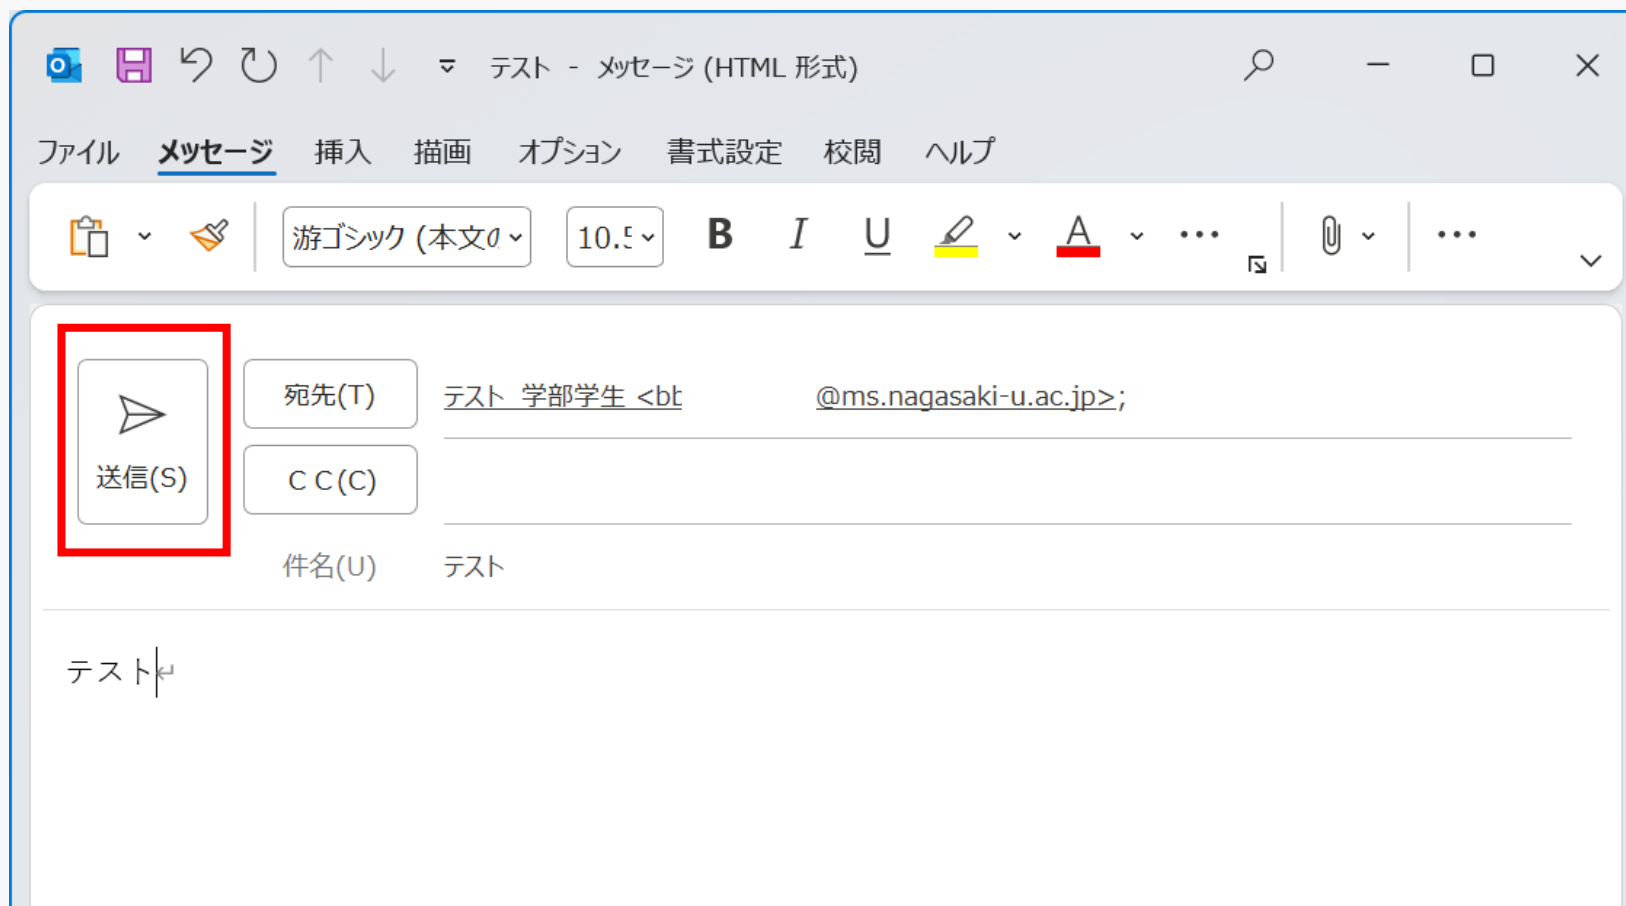 テスト - メッセージ (HTML 形式)
ファイル メッセージ 挿入 描画 オプション 書式設定 校閲 ヘルプ
游ゴシック (本文の 10.5 B I U A
宛先(T) テスト 学部学生 <bb @ms.nagasaki-u.ac.jp>;
送信(S)
ＣＣ(C)
件名(U) テスト
テスト